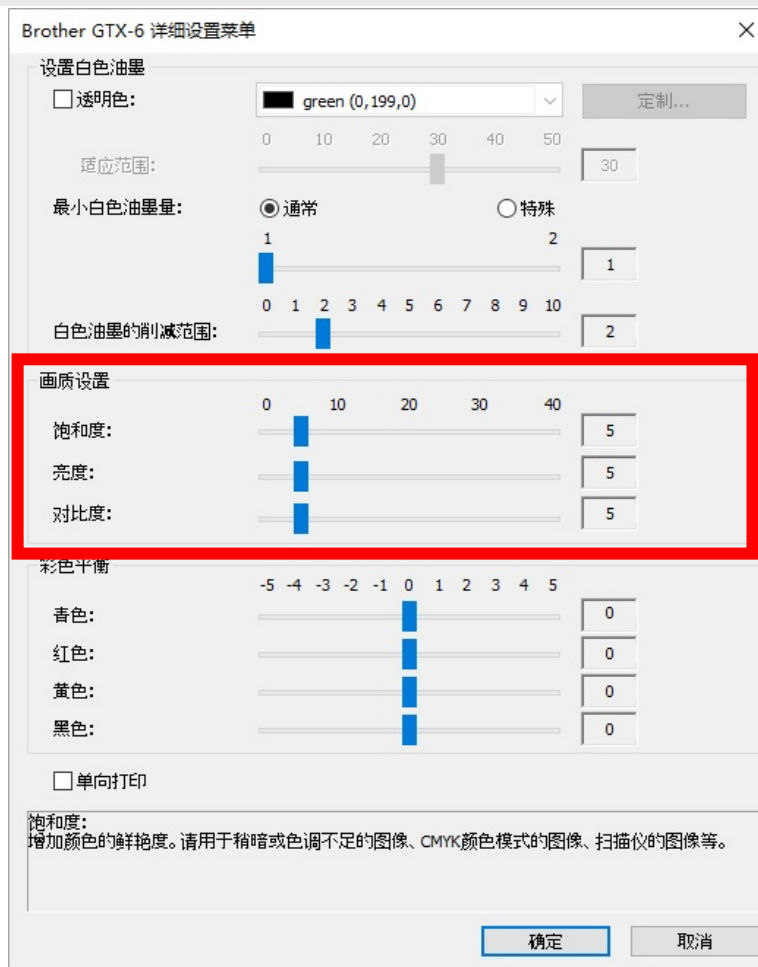 Brother GTX-6 详细设置菜单
设置白色油墨
透明色: green (0,199,0) 定制...
0 10 20 30 40 50
适应范围: 30
最小白色油墨量: 通常 特殊
1 2
1
0 1 2 3 4 5 6 7 8 9 10
白色油墨的削减范围: 2
画质设置
0 10 20 30 40
饱和度: 5
亮度: 5
对比度: 5
彩色平衡
-5 -4 -3 -2 -1 0 1 2 3 4 5
青色: 0
红色: 0
黄色: 0
黑色: 0
单向打印
饱和度:
增加颜色的鲜艳度。请用于稍暗或色调不足的图像、CMYK颜色模式的图像、扫描仪的图像等。
确定 取消